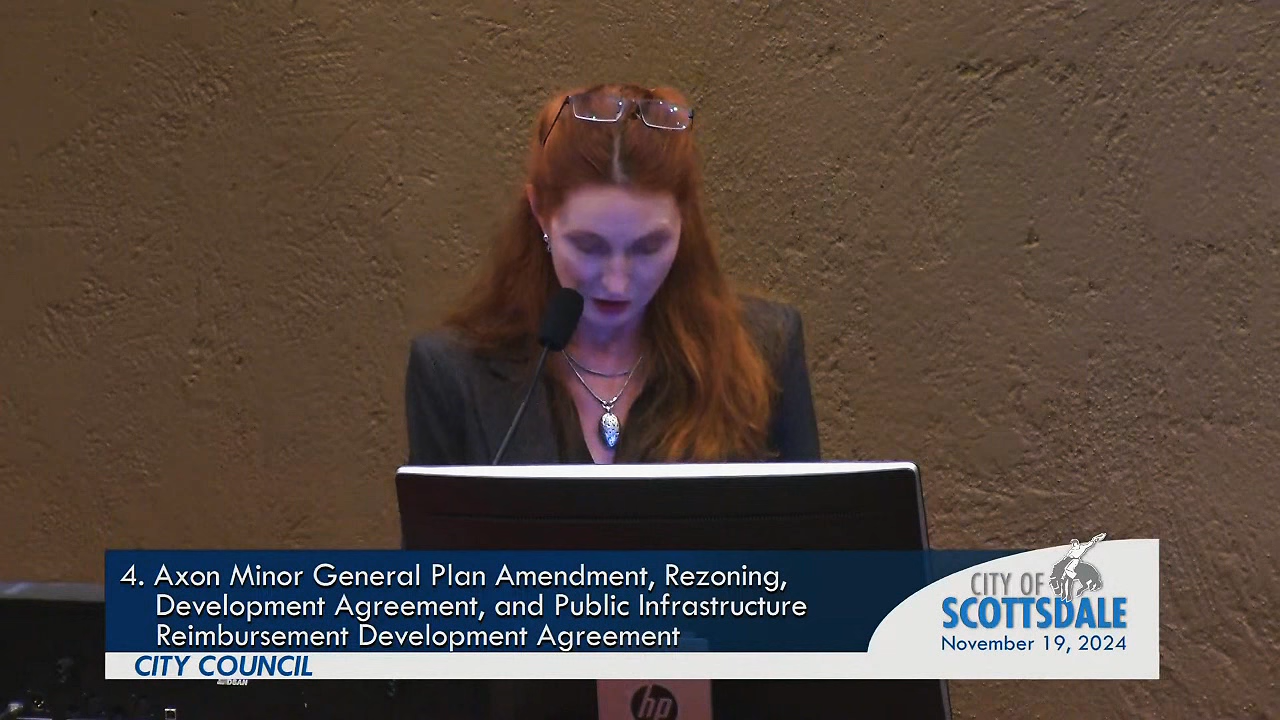 4. Axon Minor General Plan Amendment, Rezoning,
Development Agreement, and Public Infrastructure
Reimbursement Development Agreement
CITY OF
SCOTTSDALE
November 19, 2024
CITY COUNCIL
hp